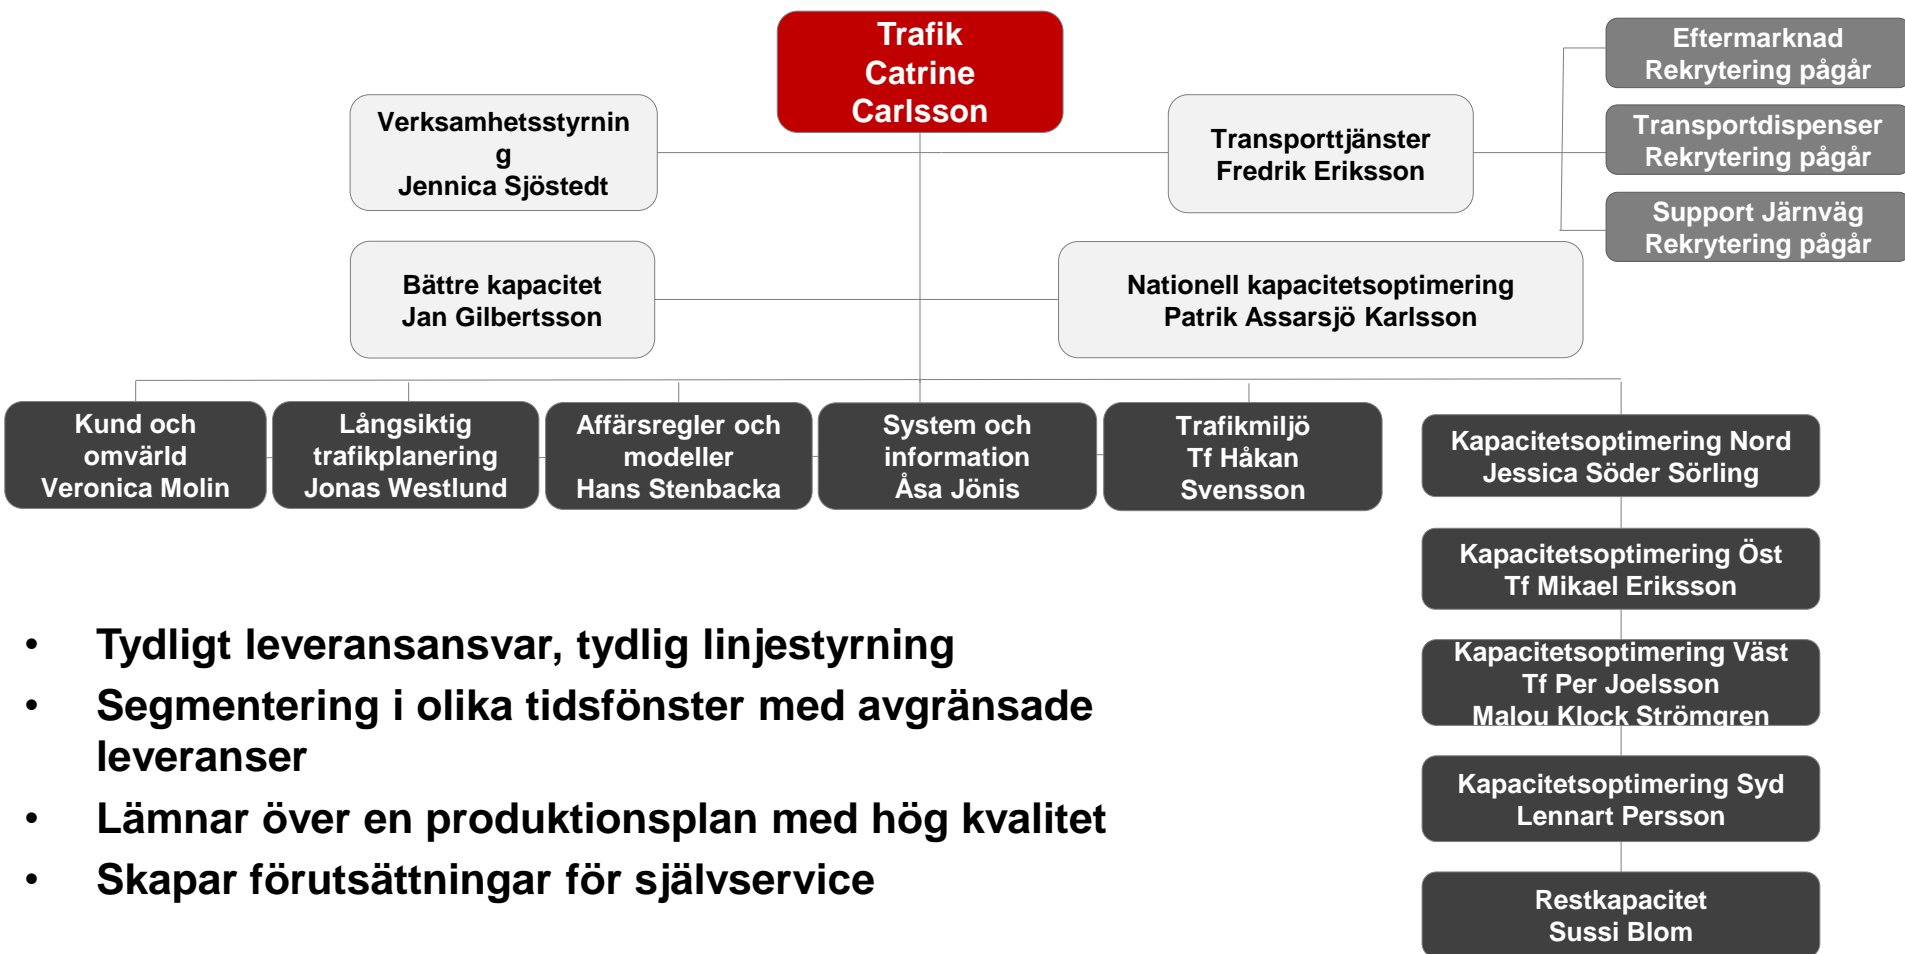 Trafik
Catrine
Carlsson
Verksamhetsstyrnin
g
Jennica Sjöstedt
Transporttjänster
Fredrik Eriksson
Eftermarknad
Rekrytering pågår
Transportdispenser
Rekrytering pågår
Support Järnväg
Rekrytering pågår
Bättre kapacitet
Jan Gilbertsson
Nationell kapacitetsoptimering
Patrik Assarsjö Karlsson
Kund och
omvärld
Veronica Molin
Långsiktig
trafikplanering
Jonas Westlund
Affärsregler och
modeller
Hans Stenbacka
System och
information
Åsa Jönis
Trafikmiljö
Tf Håkan
Svensson
Kapacitetsoptimering Nord
Jessica Söder Sörling
Kapacitetsoptimering Öst
Tf Mikael Eriksson
Kapacitetsoptimering Väst
Tf Per Joelsson
Malou Klock Strömgren
Kapacitetsoptimering Syd
Lennart Persson
Restkapacitet
Sussi Blom
• Tydligt leveransansvar, tydlig linjestyrning
• Segmentering i olika tidsfönster med avgränsade
leveranser
• Lämnar över en produktionsplan med hög kvalitet
• Skapar förutsättningar för självservice